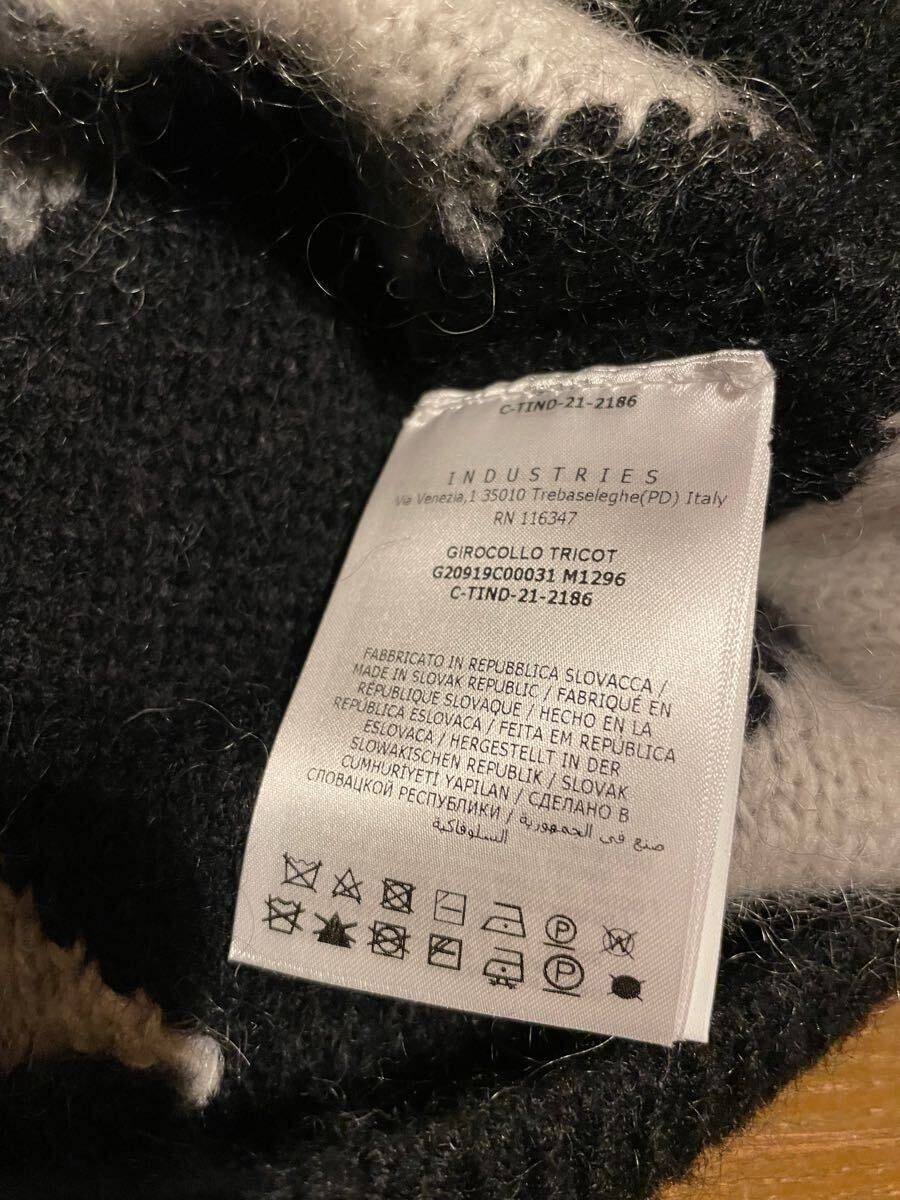 C-TIND-21-2186
INDUSTRIES
Via Venezia,1 35010 Trebaseleghe(PD) Italy
RN 116347
GIROCOLLO TRICOT
G20919C00031 M1296
C-TIND-21-2186
FABBRICATO IN REPUBBLICA SLOVACCA /
MADE IN SLOVAK REPUBLIC / FABRIQUÉ EN
RÉPUBLIQUE SLOVAQUE / HECHO EN LA
REPÚBLICA ESLOVACA / FEITA EM REPÚBLICA
ESLOVACA / HERGESTELLT IN DER
SLOWAKISCHEN REPUBLIK / SLOVAK
CUMHURIYETI YAPILAN / СДЕЛАНО В
СЛОВАЦКОЙ РЕСПУБЛИКИ / صنع في الجمهورية
السلوفاكية
P W
P